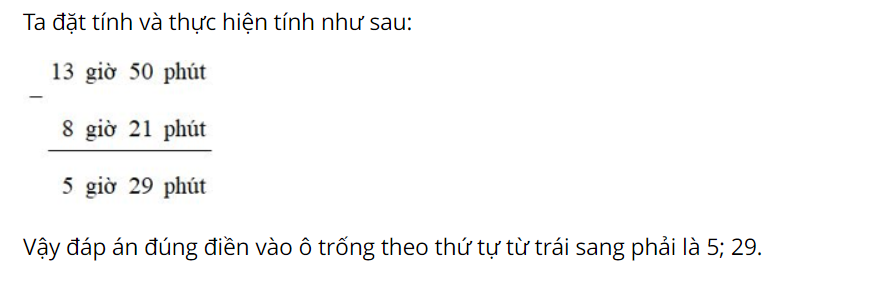 Ta đặt tính và thực hiện tính như sau:
13 giờ 50 phút
−
8 giờ 21 phút
5 giờ 29 phút
Vậy đáp án đúng điền vào ô trống theo thứ tự từ trái sang phải là 5; 29.